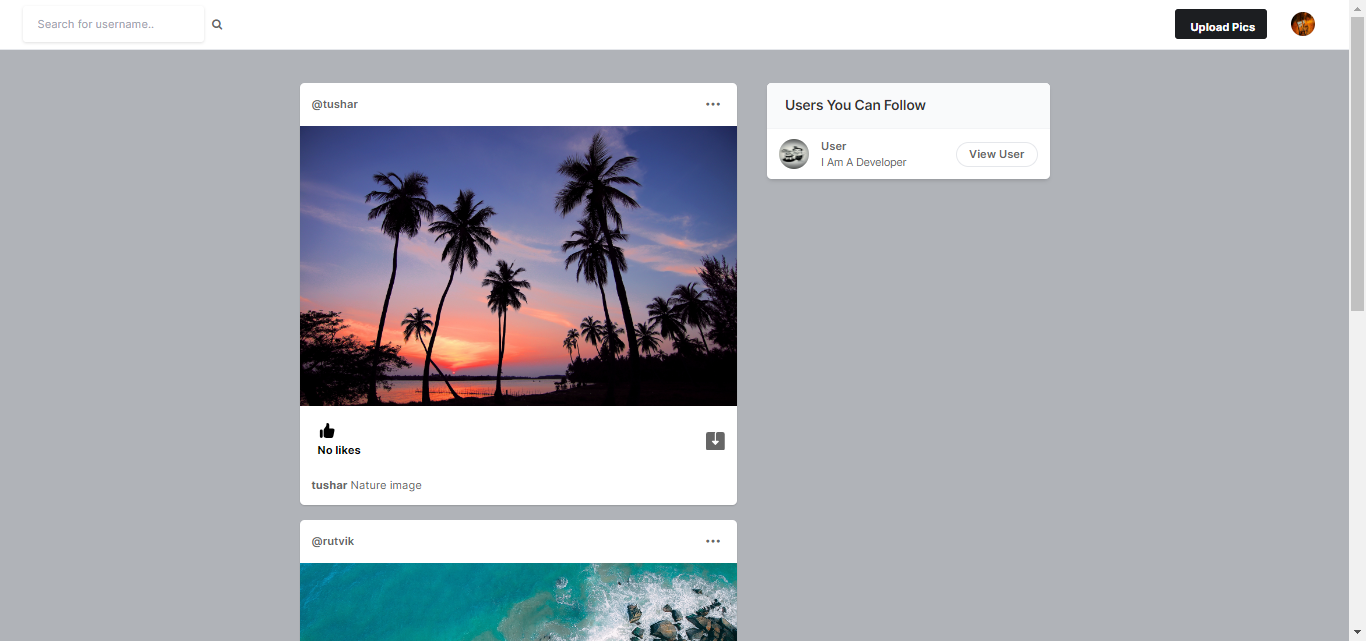 Search for username..
Upload Pics
@tushar
No likes
tushar Nature image
@rutvik
Users You Can Follow
User
I Am A Developer
View User